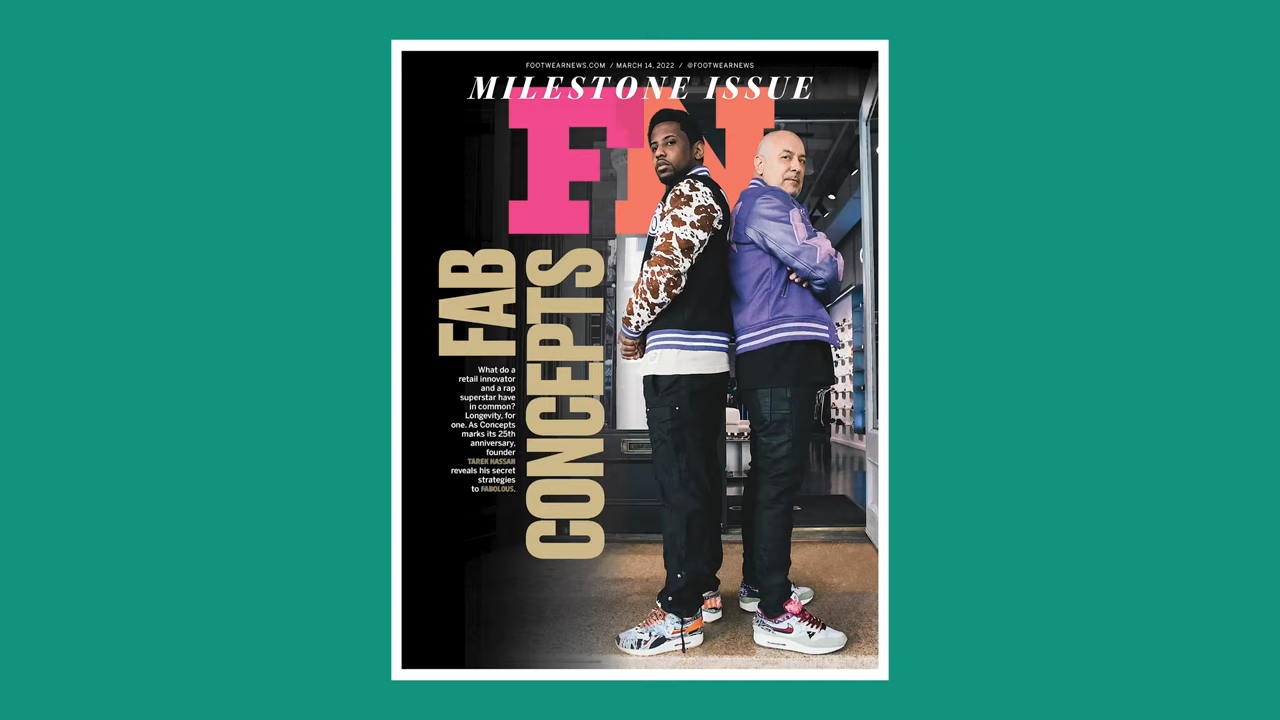 FOOTWEARNEWS.COM / MARCH 14, 2022 / @FOOTWEARNEWS
MILESTONE ISSUE
FN
FAB
CONCEPTS
What do a
retail innovator
and a rap
superstar have
in common?
Longevity, for
one. As Concepts
marks its 25th
anniversary,
founder
TAREK HASSAN
reveals his secret
strategies
to FABOLOUS.